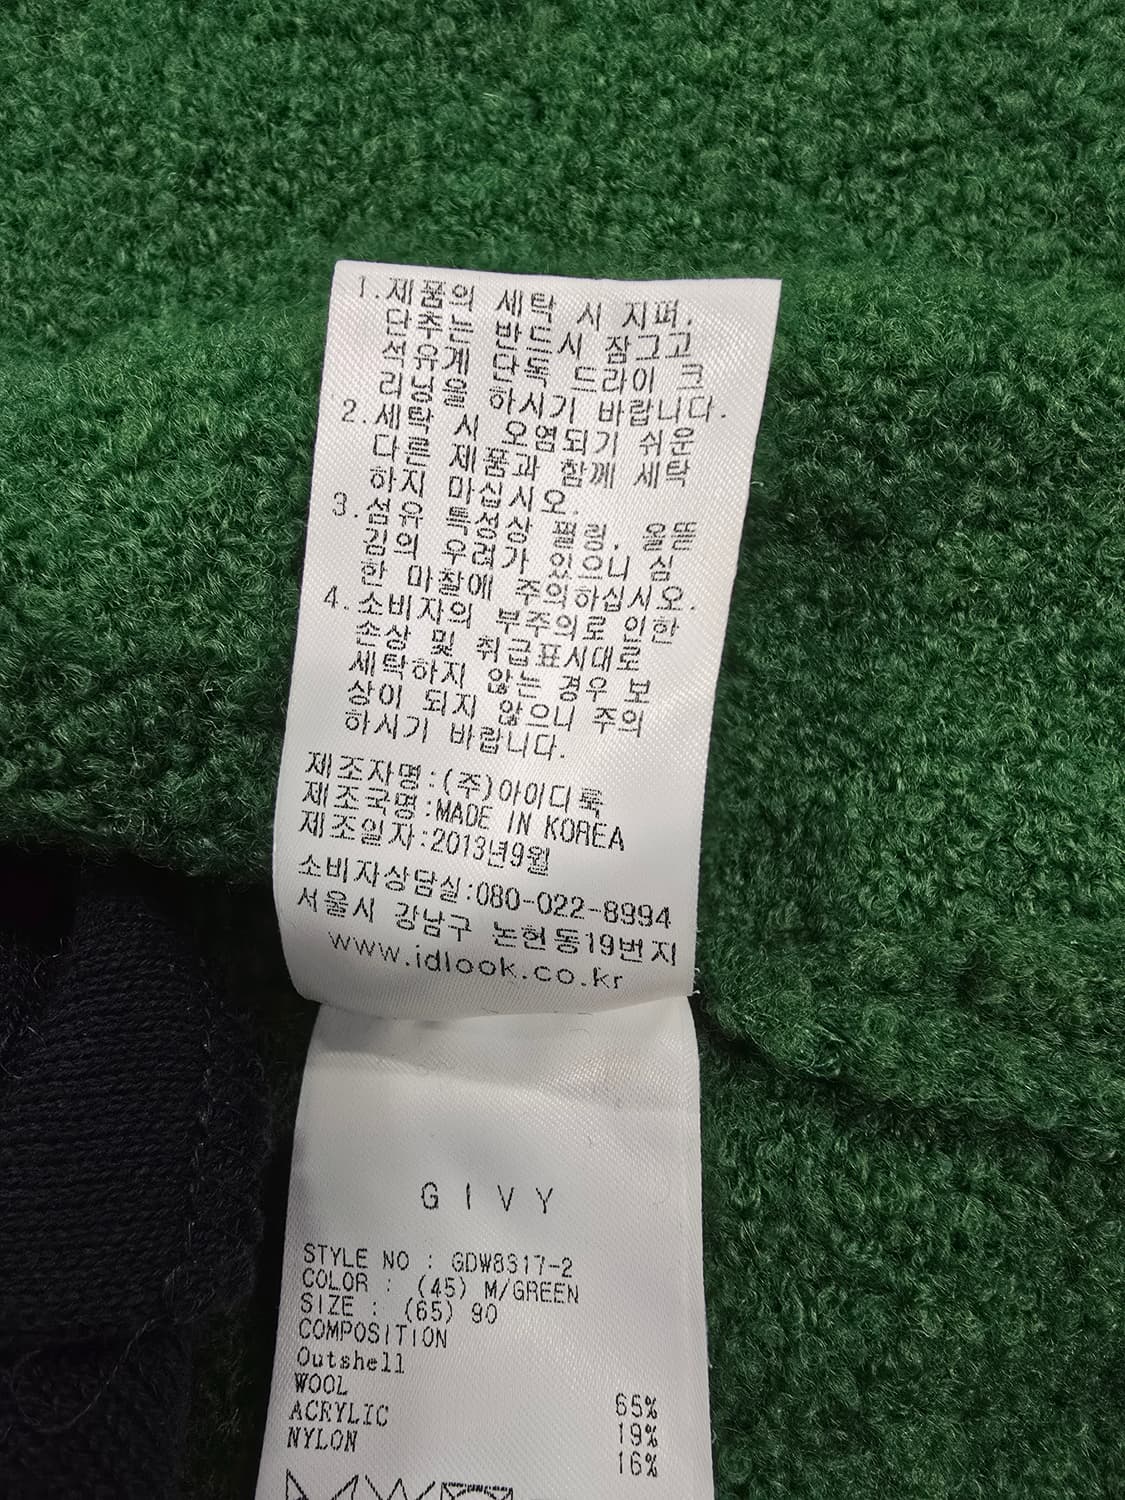 1.제품의 세탁 시 지퍼,
단추는 반드시 잠그고
석유계 단독 드라이 크
리닝을 하시기 바랍니다.
2.세탁 시 오염되기 쉬운
다른 제품과 함께 세탁
하지 마십시오.
3.섬유 특성상 필링, 올뜯
김의 우려가 있으니 심
한 마찰에 주의하십시오.
4.소비자의 부주의로 인한
손상 및 취급표시대로
세탁하지 않는 경우 보
상이 되지 않으니 주의
하시기 바랍니다.
제조자명:(주)아이디룩
제조국명:MADE IN KOREA
제조일자:2013년9월
소비자상담실:080-022-8994
서울시 강남구 논현동19번지
www.idlook.co.kr
GIVY
STYLE NO : GDW8317-2
COLOR : (45) M/GREEN
SIZE : (65) 90
COMPOSITION
Outshell
WOOL 65%
ACRYLIC 19%
NYLON 16%